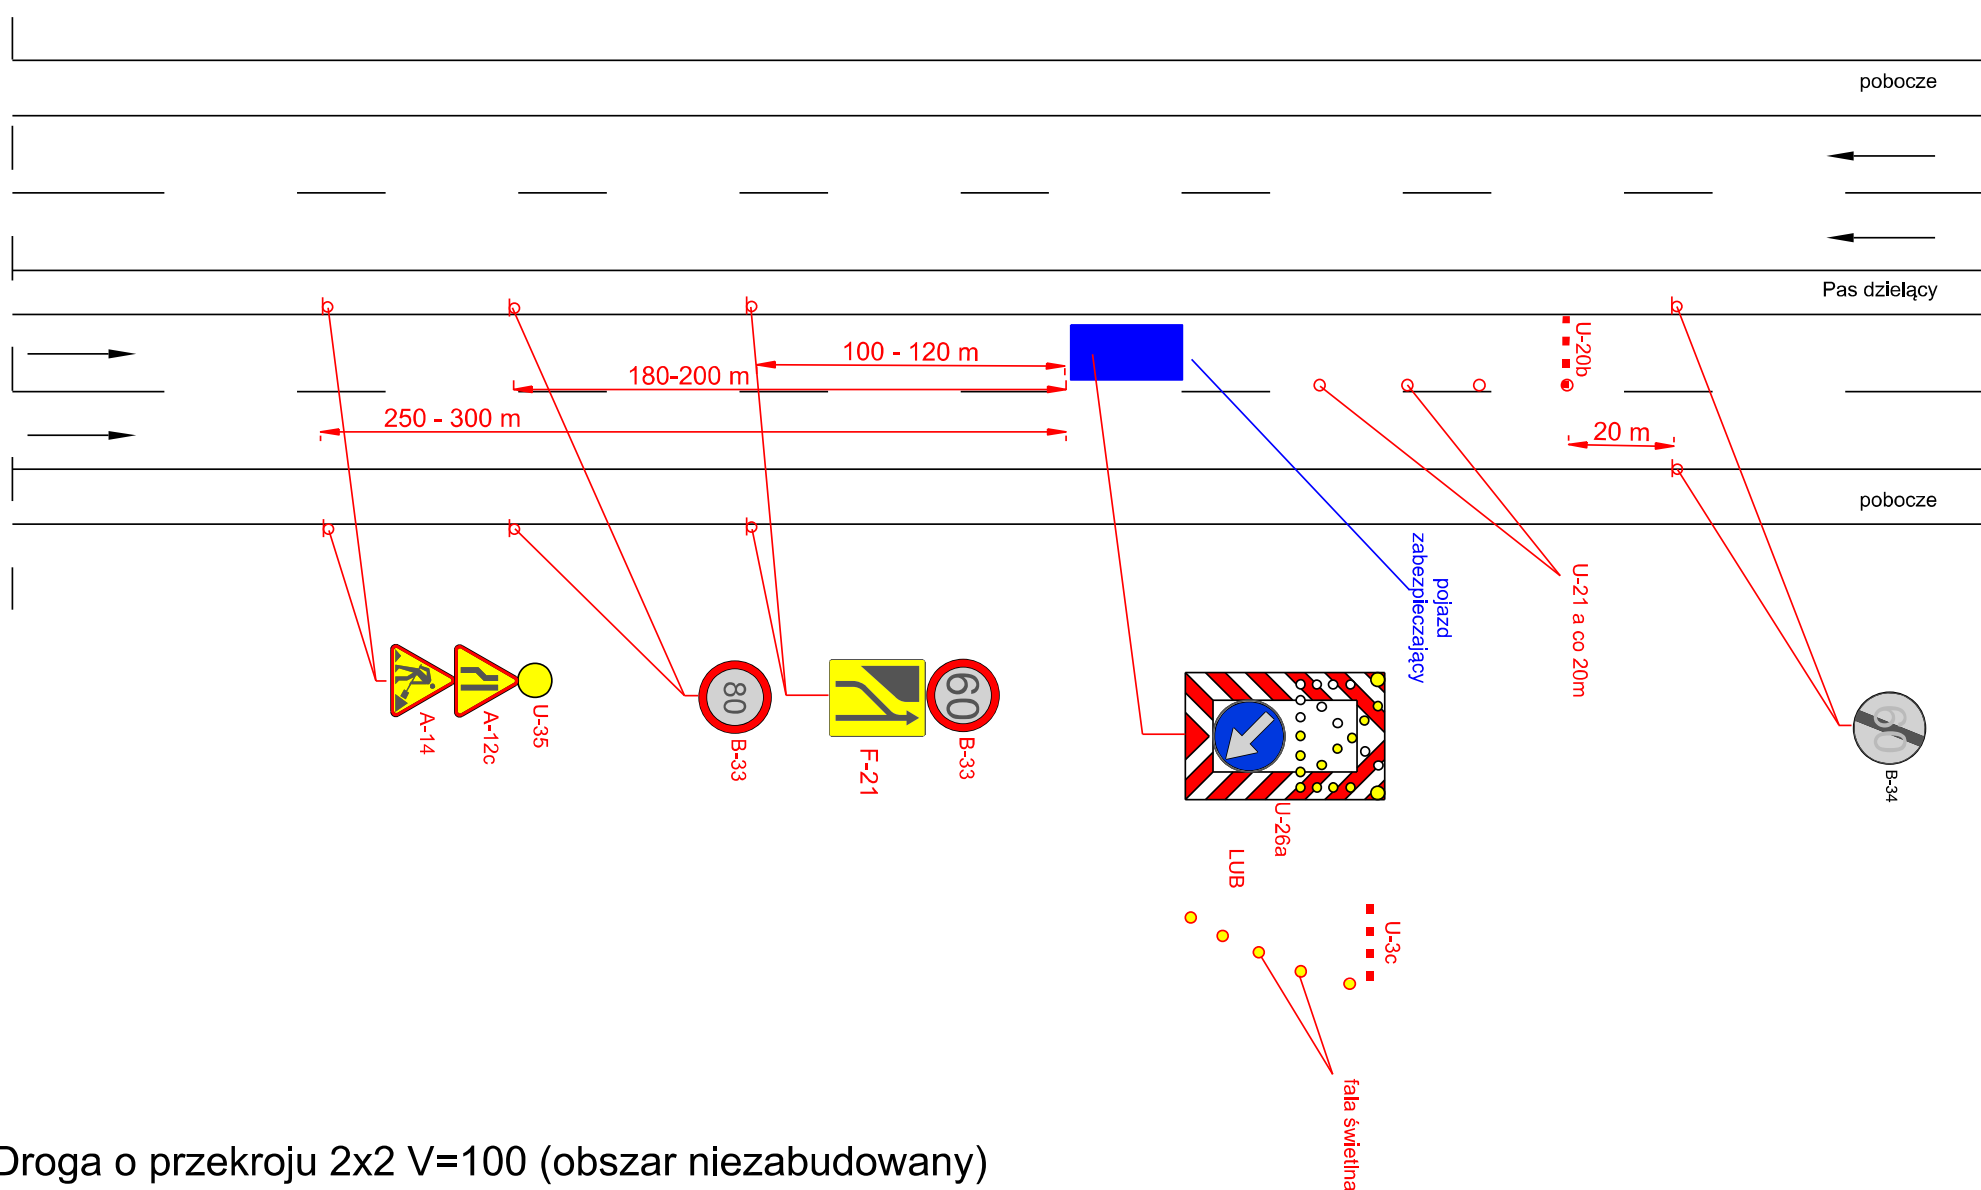 pobocze
Pas dzielący
100 - 120 m
180-200 m
250 - 300 m
U-20b
20 m
pobocze
pojazd
zabezpieczający
U-21 a co 20m
A-14
A-12c
U-35
80
B-33
F-21
60
B-33
U-26a
LUB
U-3c
fala świetlna
60
B-34
Droga o przekroju 2x2 V=100 (obszar niezabudowany)